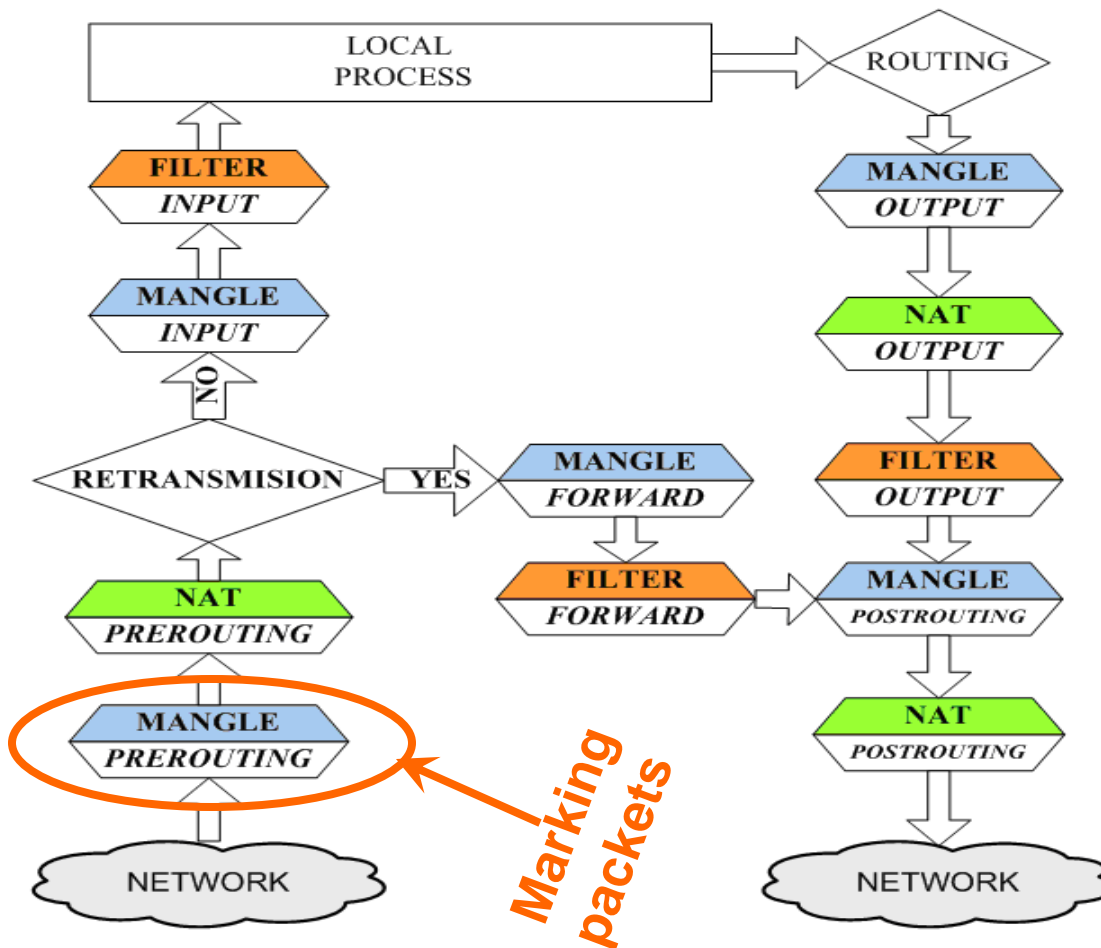 LOCAL
PROCESS
ROUTING
FILTER
INPUT
MANGLE
INPUT
NO
RETRANSMISION
YES
NAT
PREROUTING
MANGLE
PREROUTING
NETWORK
MANGLE
FORWARD
FILTER
FORWARD
MANGLE
OUTPUT
NAT
OUTPUT
FILTER
OUTPUT
MANGLE
POSTROUTING
NAT
POSTROUTING
NETWORK
Marking
packets